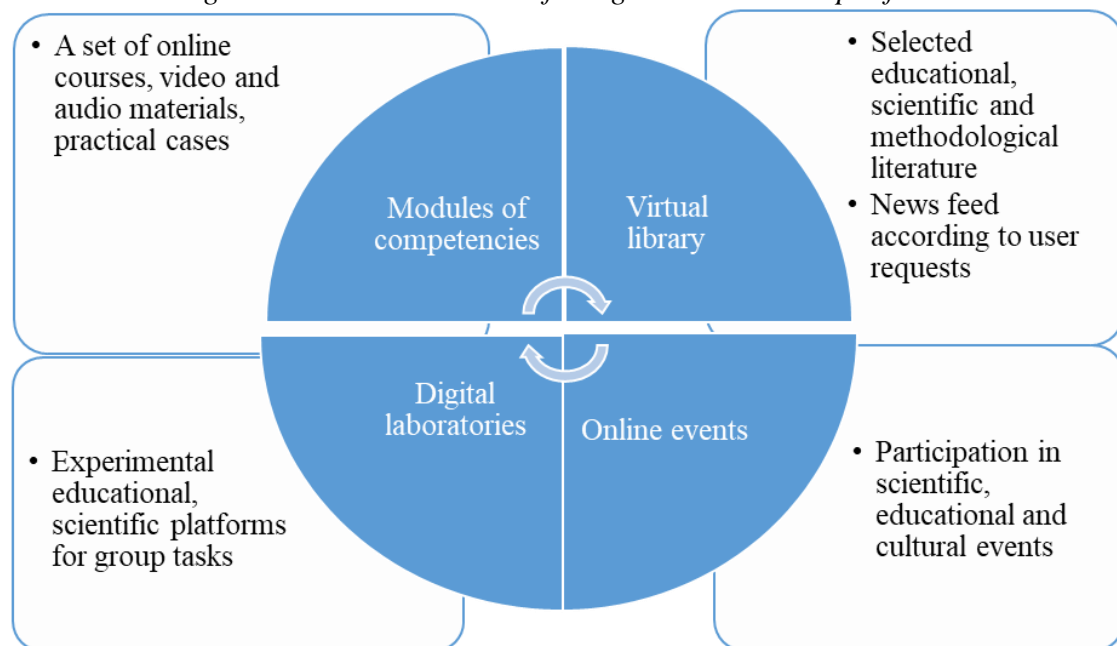 • A set of online
courses, video and
audio materials,
practical cases
Modules of
competencies
Virtual
library
• Selected
educational,
scientific and
methodological
literature
• News feed
according to user
requests
• Experimental
educational,
scientific platforms
for group tasks
Digital
laboratories
Online events
• Participation in
scientific,
educational and
cultural events